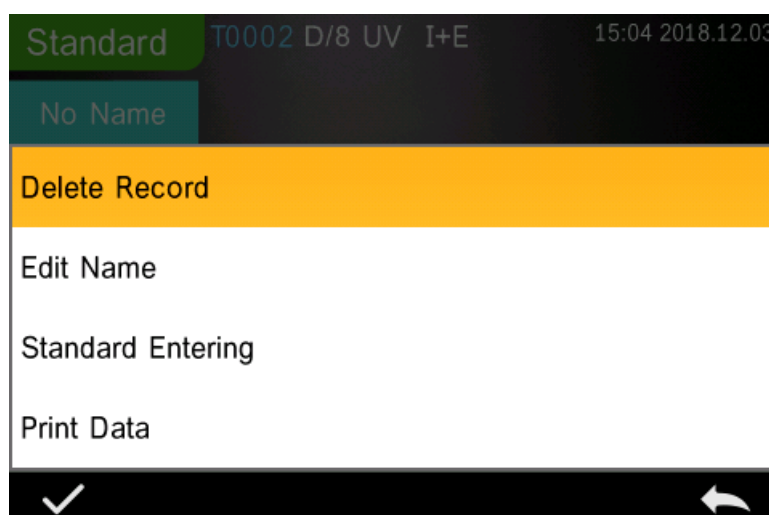 Standard T0002 D/8 UV I+E 15:04 2018.12.03
No Name
Delete Record
Edit Name
Standard Entering
Print Data